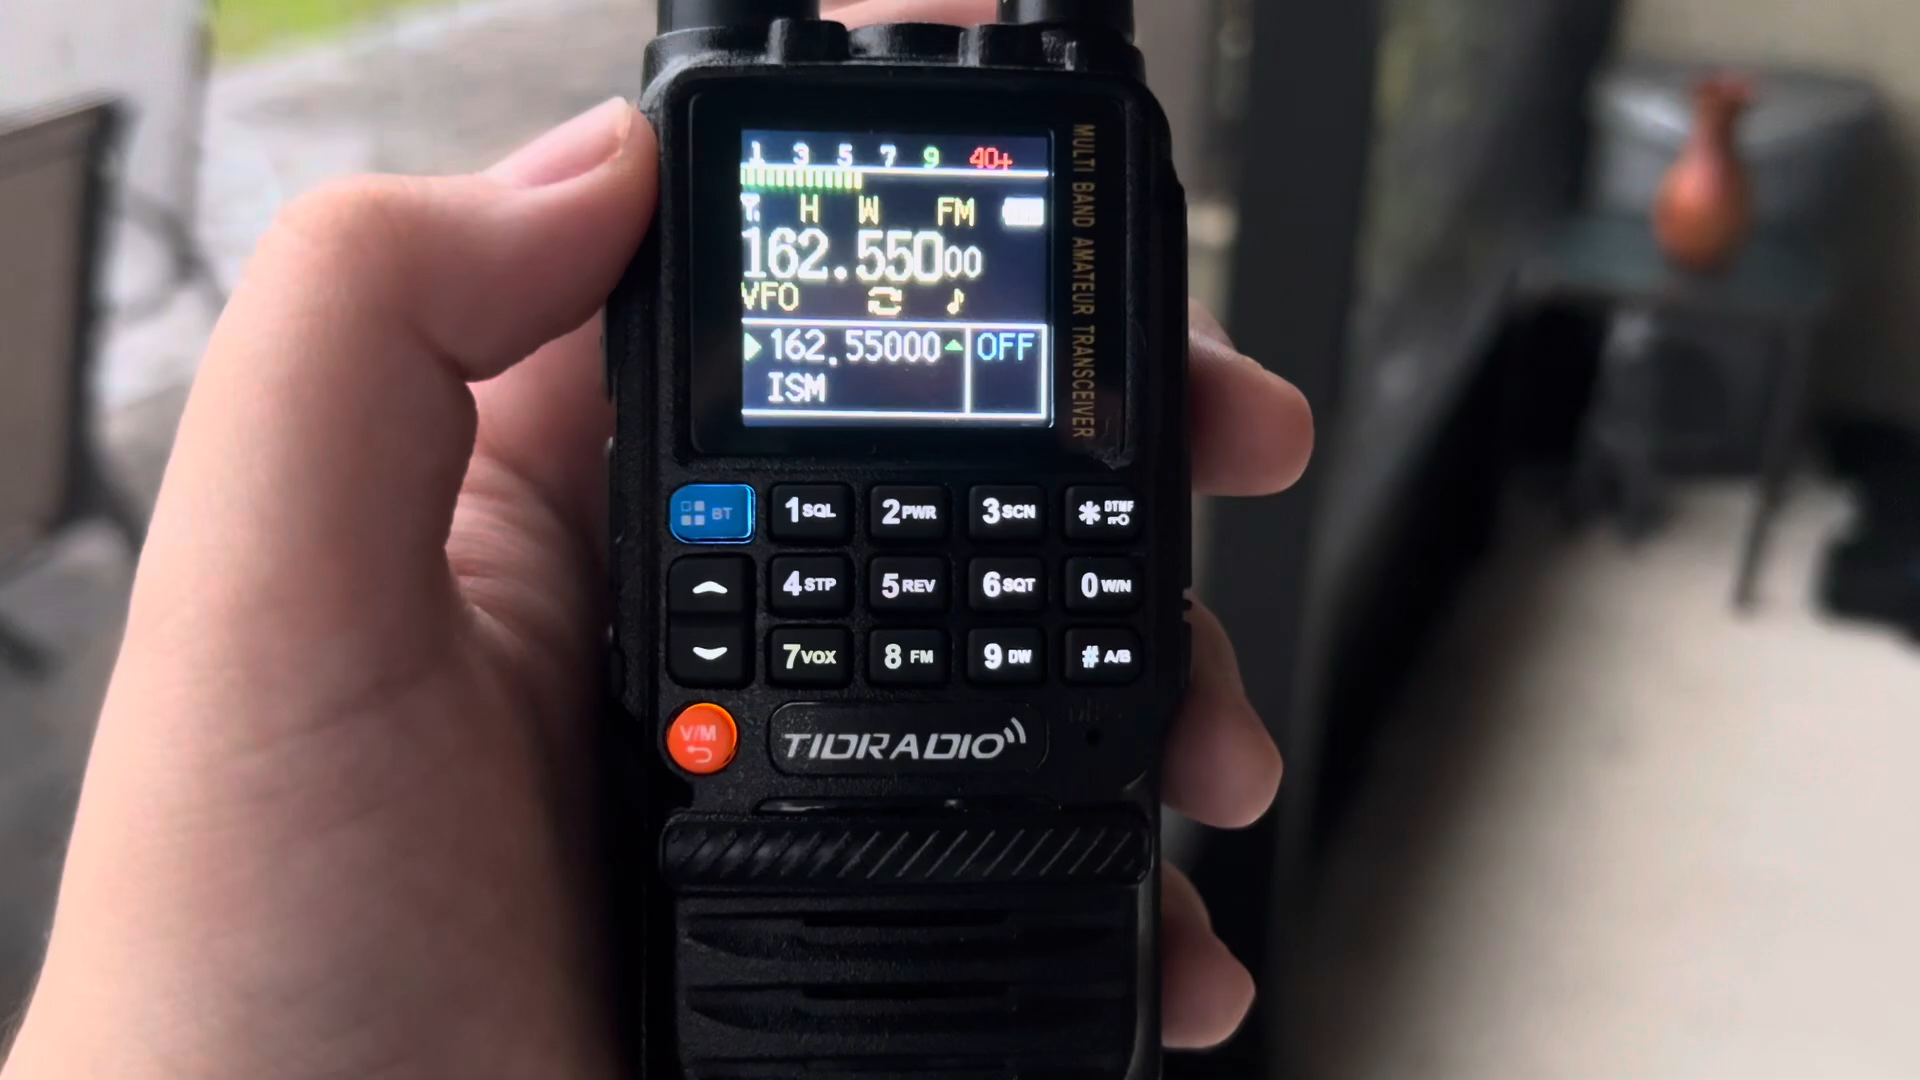 1 3 5 7 9 40+
H W FM
162.55000
VFO
162.55000 OFF
ISM
MULTI BAND AMATEUR TRANSCEIVER
BT 1 SQL 2 PWR 3 SCN * DTMF
4 STP 5 REV 6 SQT 0 W/N
7 VOX 8 FM 9 DW # A/B
V/M
TIDRADIO